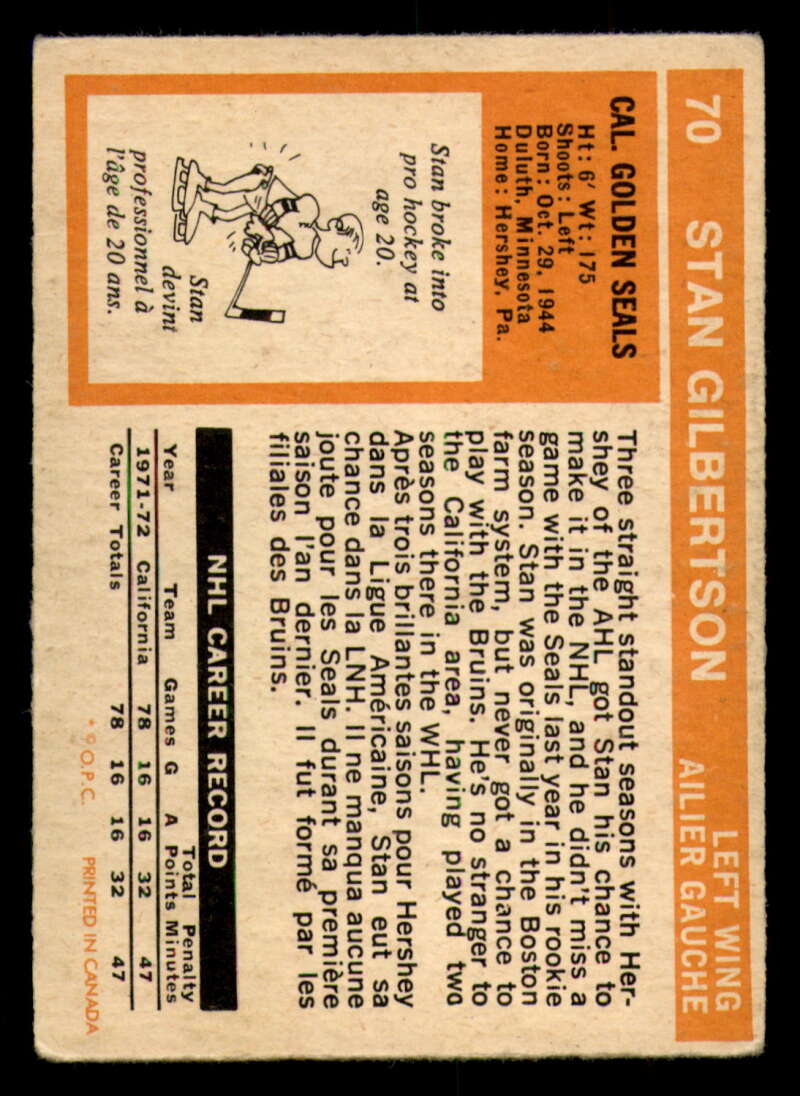 70 STAN GILBERTSON LEFT WING
AILIER GAUCHE
CAL. GOLDEN SEALS
Ht: 6' Wt: 175
Shoots: Left
Born: Oct. 29, 1944
Duluth, Minnesota
Home: Hershey, Pa.
Stan broke into
pro hockey at
age 20.
Stan
devint
professionnel à
l'âge de 20 ans.
Three straight standout seasons with Her-
shey of the AHL got Stan his chance to
make it in the NHL, and he didn't miss a
game with the Seals last year in his rookie
season. Stan was originally in the Boston
farm system, but never got a chance to
play with the Bruins. He's no stranger to
the California area, having played two
seasons there in the WHL.
Après trois brillantes saisons pour Hershey
dans la Ligue Américaine, Stan eut sa
chance dans la LNH. Il ne manqua aucune
joute pour les Seals durant sa première
saison l'an dernier. Il fut formé par les
filiales des Bruins.
NHL CAREER RECORD
Total Penalty
Year Team Games G A Points Minutes
1971-72 California 78 16 16 32 47
Career Totals 78 16 16 32 47
* © O.P.C. PRINTED IN CANADA